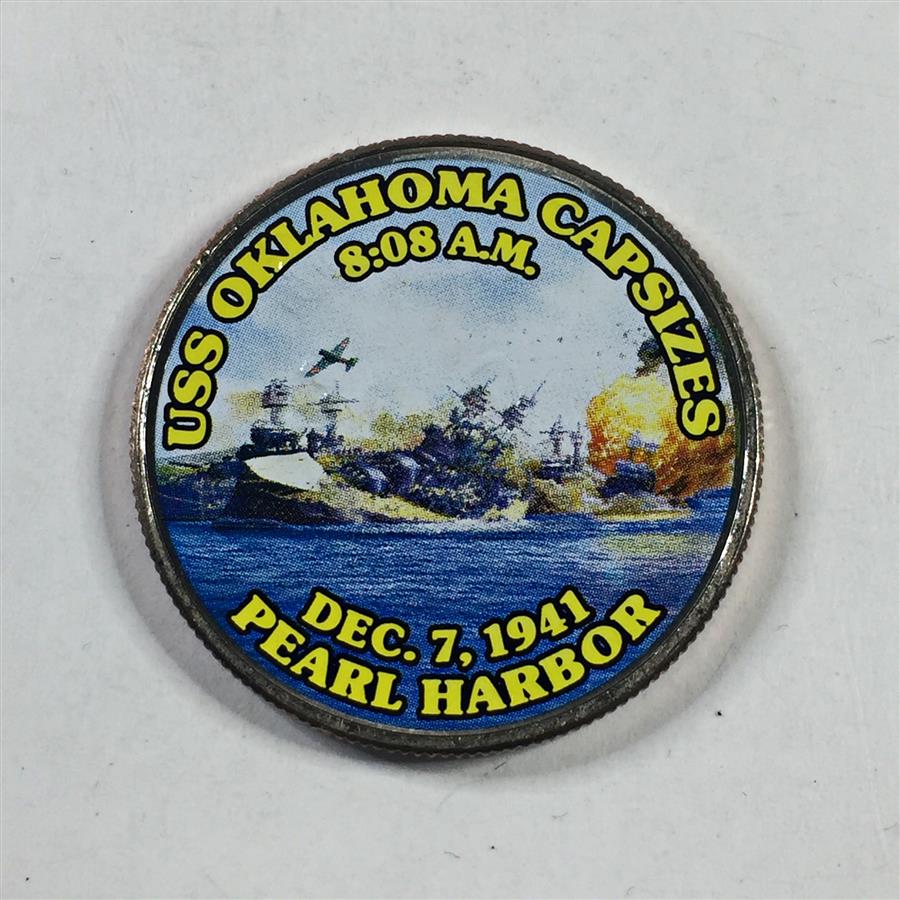 USS OKLAHOMA CAPSIZES
8:08 A.M.
DEC. 7, 1941
PEARL HARBOR